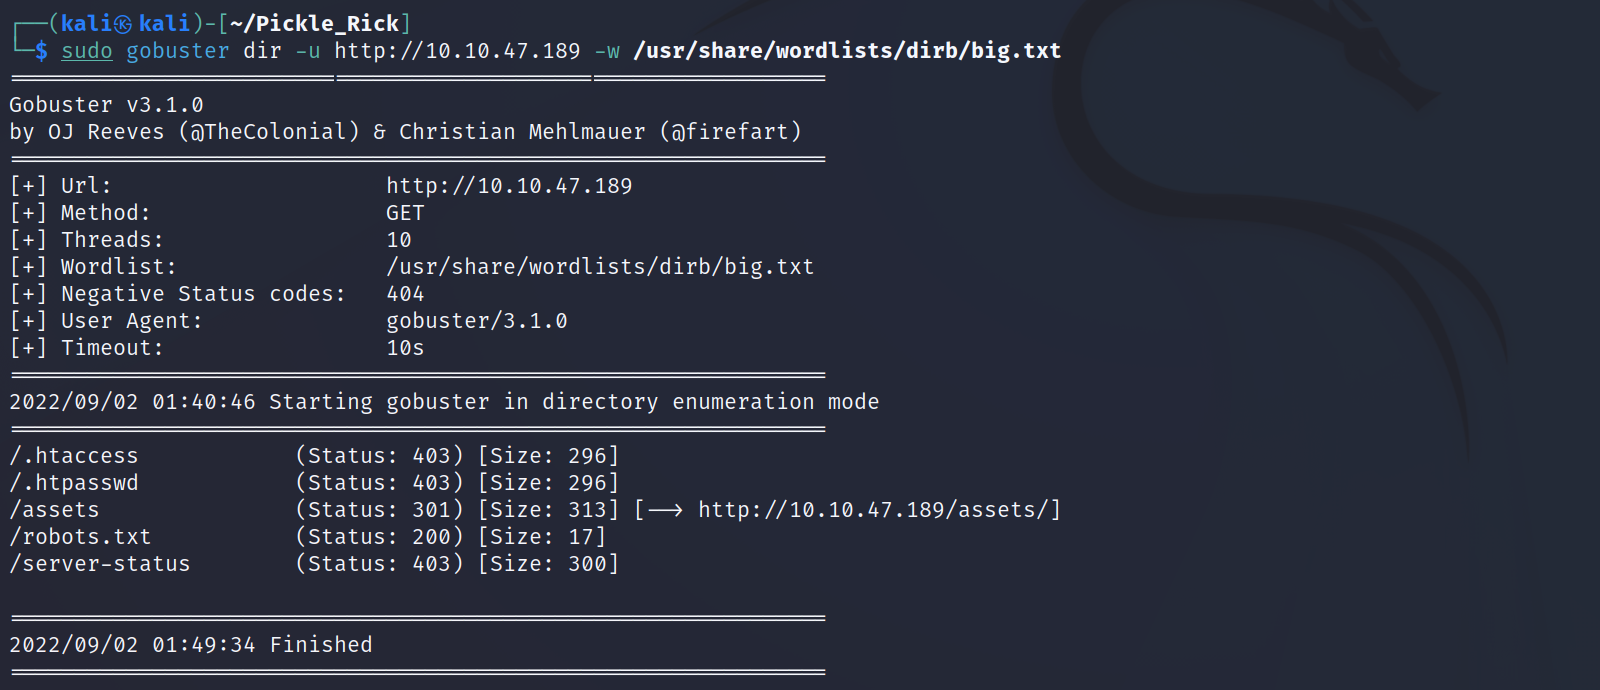 ┌──(kali㉿kali)-[~/Pickle_Rick]
└─$ sudo gobuster dir -u http://10.10.47.189 -w /usr/share/wordlists/dirb/big.txt
===============================================================
Gobuster v3.1.0
by OJ Reeves (@TheColonial) & Christian Mehlmauer (@firefart)
===============================================================
[+] Url:                     http://10.10.47.189
[+] Method:                  GET
[+] Threads:                 10
[+] Wordlist:                /usr/share/wordlists/dirb/big.txt
[+] Negative Status codes:   404
[+] User Agent:              gobuster/3.1.0
[+] Timeout:                 10s
===============================================================
2022/09/02 01:40:46 Starting gobuster in directory enumeration mode
===============================================================
/.htaccess            (Status: 403) [Size: 296]
/.htpasswd            (Status: 403) [Size: 296]
/assets               (Status: 301) [Size: 313] [--> http://10.10.47.189/assets/]
/robots.txt           (Status: 200) [Size: 17]
/server-status        (Status: 403) [Size: 300]
===============================================================
2022/09/02 01:49:34 Finished
===============================================================